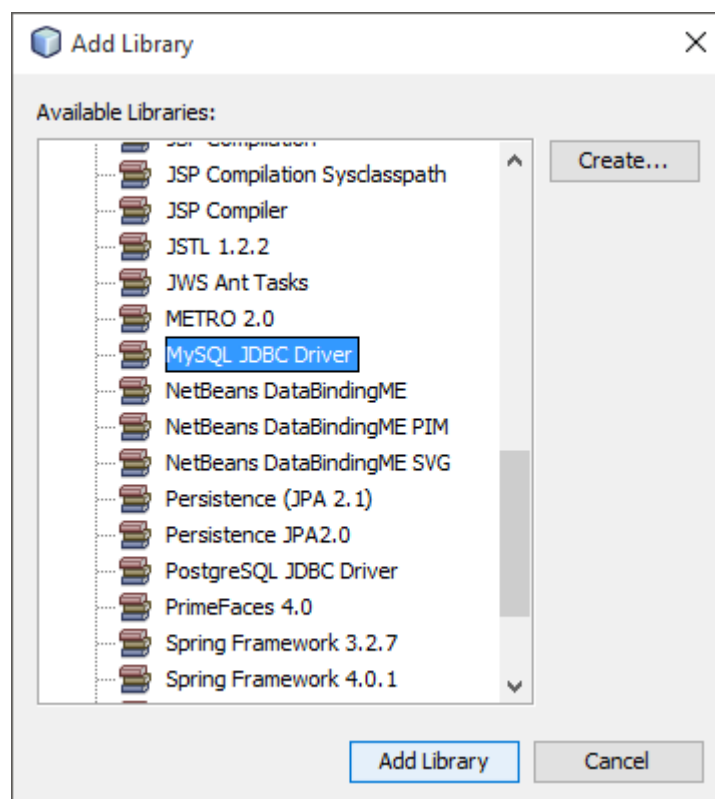 Add Library
Available Libraries:
JSP Compilation
JSP Compilation Sysclasspath
JSP Compiler
JSTL 1.2.2
JWS Ant Tasks
METRO 2.0
MySQL JDBC Driver
NetBeans DataBindingME
NetBeans DataBindingME PIM
NetBeans DataBindingME SVG
Persistence (JPA 2.1)
Persistence JPA2.0
PostgreSQL JDBC Driver
PrimeFaces 4.0
Spring Framework 3.2.7
Spring Framework 4.0.1
Create...
Add Library
Cancel